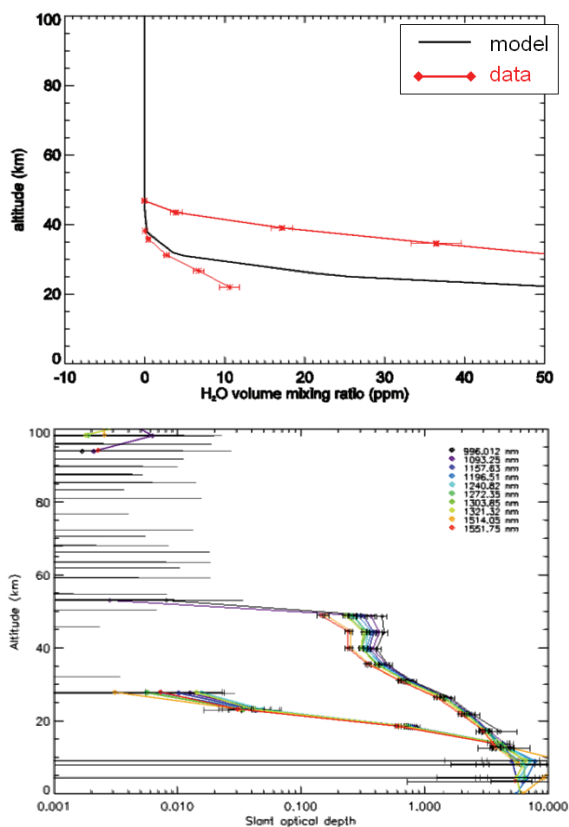 100
80
60
40
20
0
altitude (km)
model
data
-10 0 10 20 30 40 50
H₂O volume mixing ratio (ppm)
100
80
60
40
20
0
Altitude (km)
996.012 nm
1093.25 nm
1157.63 nm
1196.51 nm
1240.82 nm
1272.35 nm
1303.85 nm
1321.32 nm
1514.05 nm
1551.75 nm
0.001 0.010 0.100 1.000 10.000
Slant optical depth